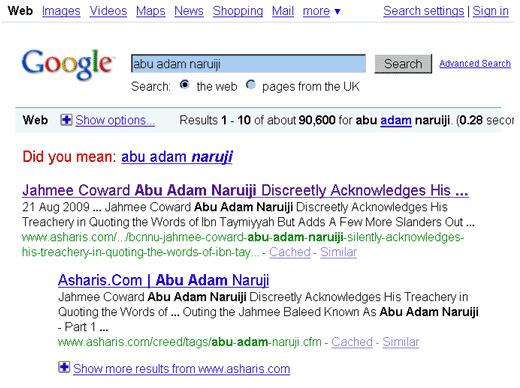 Web Images Videos Maps News Shopping Mail more ▼ Search settings | Sign in
Google™ abu adam naruiji Search Advanced Search
Search: the web pages from the UK
Web Show options... Results 1 - 10 of about 90,600 for abu adam naruiji. (0.28 secon
Did you mean: abu adam naruji
Jahmee Coward Abu Adam Naruiji Discreetly Acknowledges His ...
21 Aug 2009 ... Jahmee Coward Abu Adam Naruiji Discreetly Acknowledges His
Treachery in Quoting the Words of Ibn Taymiyyah But Adds A Few More Slanders Out ...
www.asharis.com/.../bcnnu-jahmee-coward-abu-adam-naruiji-silently-acknowledges-
his-treachery-in-quoting-the-words-of-ibn-tay... - Cached - Similar
Asharis.Com | Abu Adam Naruji
Jahmee Coward Abu Adam Naruiji Discreetly Acknowledges His Treachery in
Quoting the Words of ... Outing the Jahmee Baleed Known As Abu Adam Naruiji
- Part 1 ...
www.asharis.com/creed/tags/abu-adam-naruji.cfm - Cached - Similar
Show more results from www.asharis.com